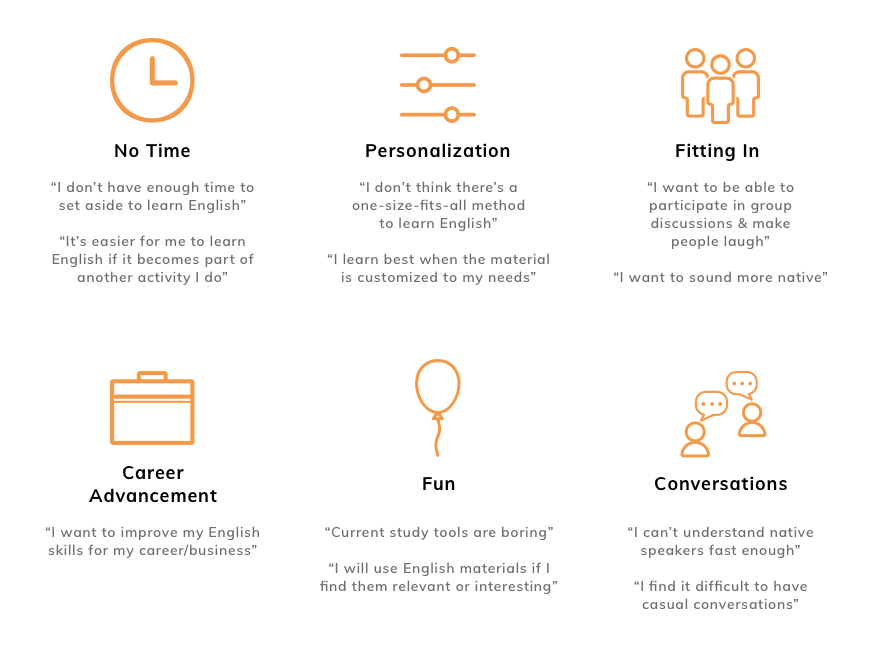 No Time
“I don’t have enough time to
set aside to learn English”
“It’s easier for me to learn
English if it becomes part of
another activity I do”
Personalization
“I don’t think there’s a
one-size-fits-all method
to learn English”
“I learn best when the material
is customized to my needs”
Fitting In
“I want to be able to
participate in group
discussions & make
people laugh”
“I want to sound more native”
Career
Advancement
“I want to improve my English
skills for my career/business”
Fun
“Current study tools are boring”
“I will use English materials if I
find them relevant or interesting”
Conversations
“I can’t understand native
speakers fast enough”
“I find it difficult to have
casual conversations”